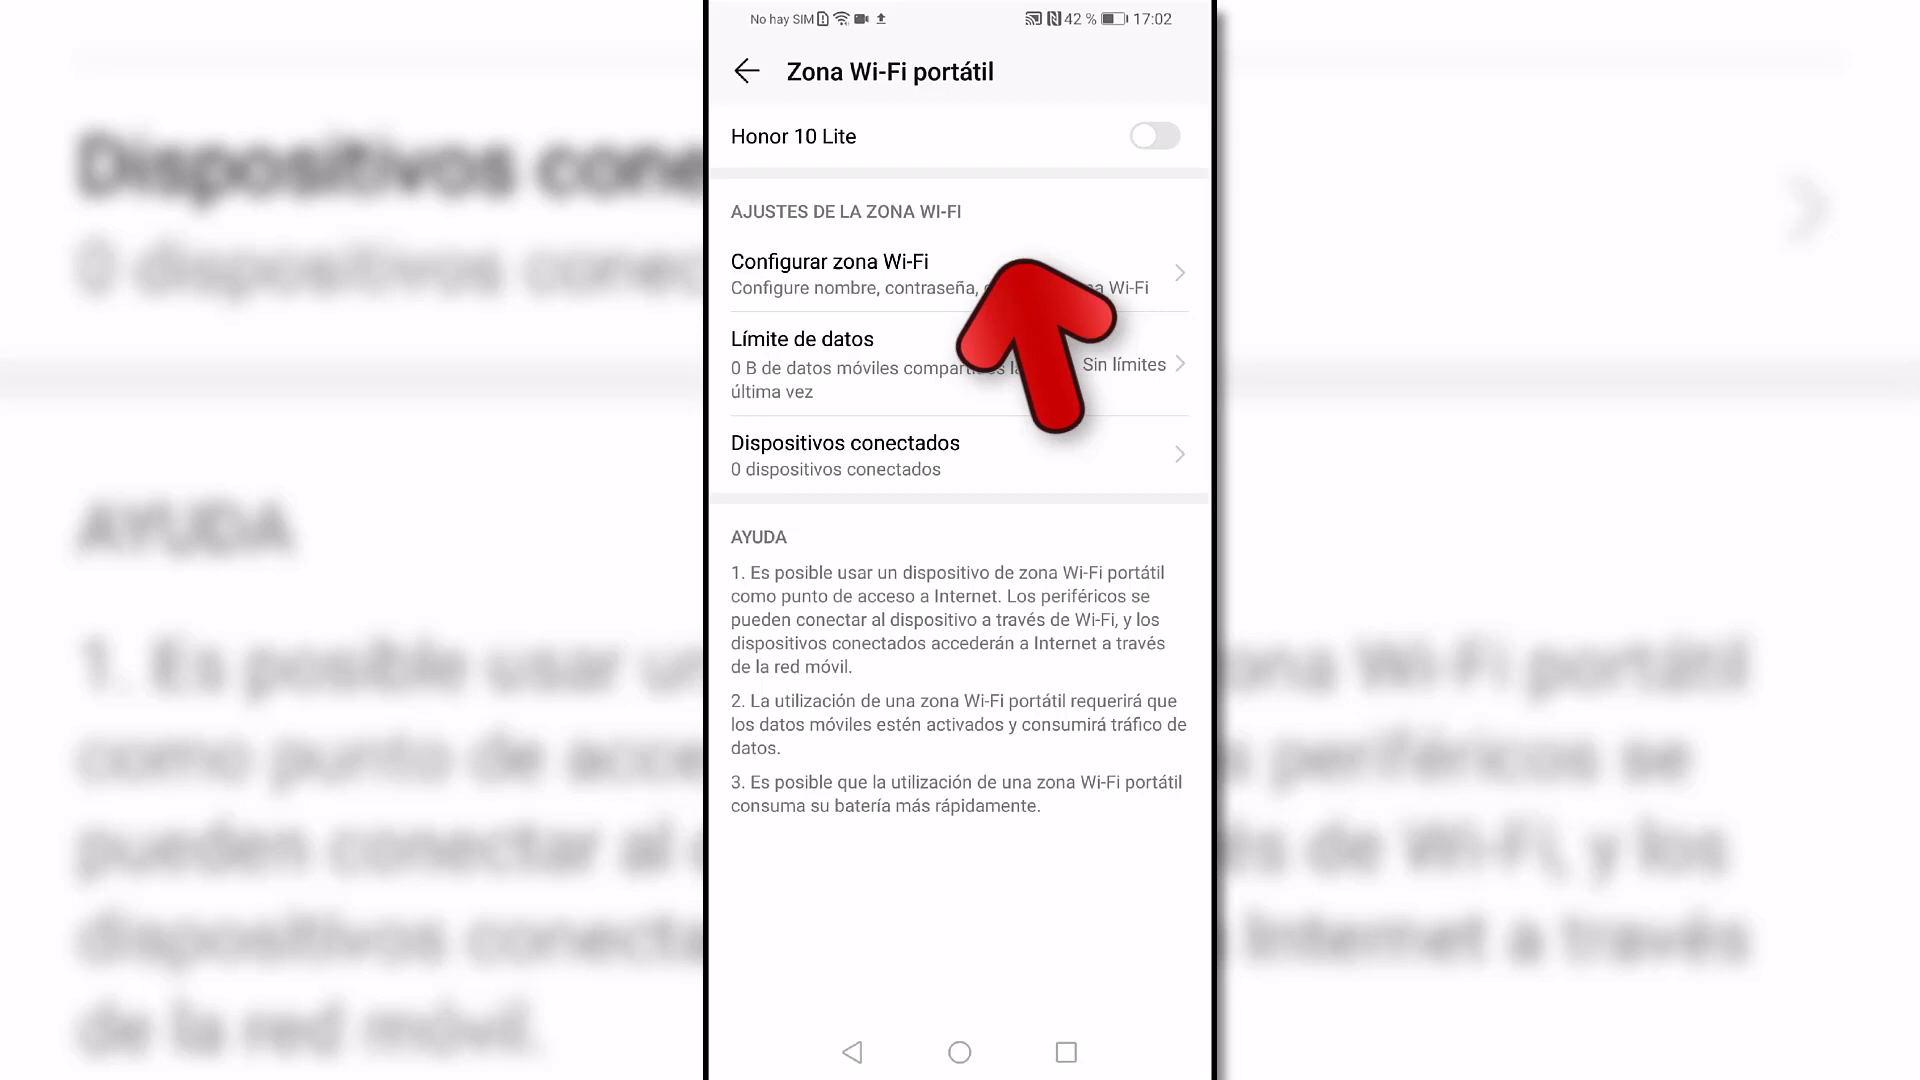 No hay SIM
42 %
17:02
Zona Wi-Fi portátil
Honor 10 Lite
AJUSTES DE LA ZONA WI-FI
Configurar zona Wi-Fi
Configure nombre, contraseña, Wi-Fi
Límite de datos
0 B de datos móviles
última vez
Sin límites
Dispositivos conectados
0 dispositivos conectados
AYUDA
1. Es posible usar un dispositivo de zona Wi-Fi portátil
como punto de acceso a Internet. Los periféricos se
pueden conectar al dispositivo a través de Wi-Fi, y los
dispositivos conectados accederán a Internet a través
de la red móvil.
2. La utilización de una zona Wi-Fi portátil requerirá que
los datos móviles estén activados y consumirá tráfico de
datos.
3. Es posible que la utilización de una zona Wi-Fi portátil
consuma su batería más rápidamente.